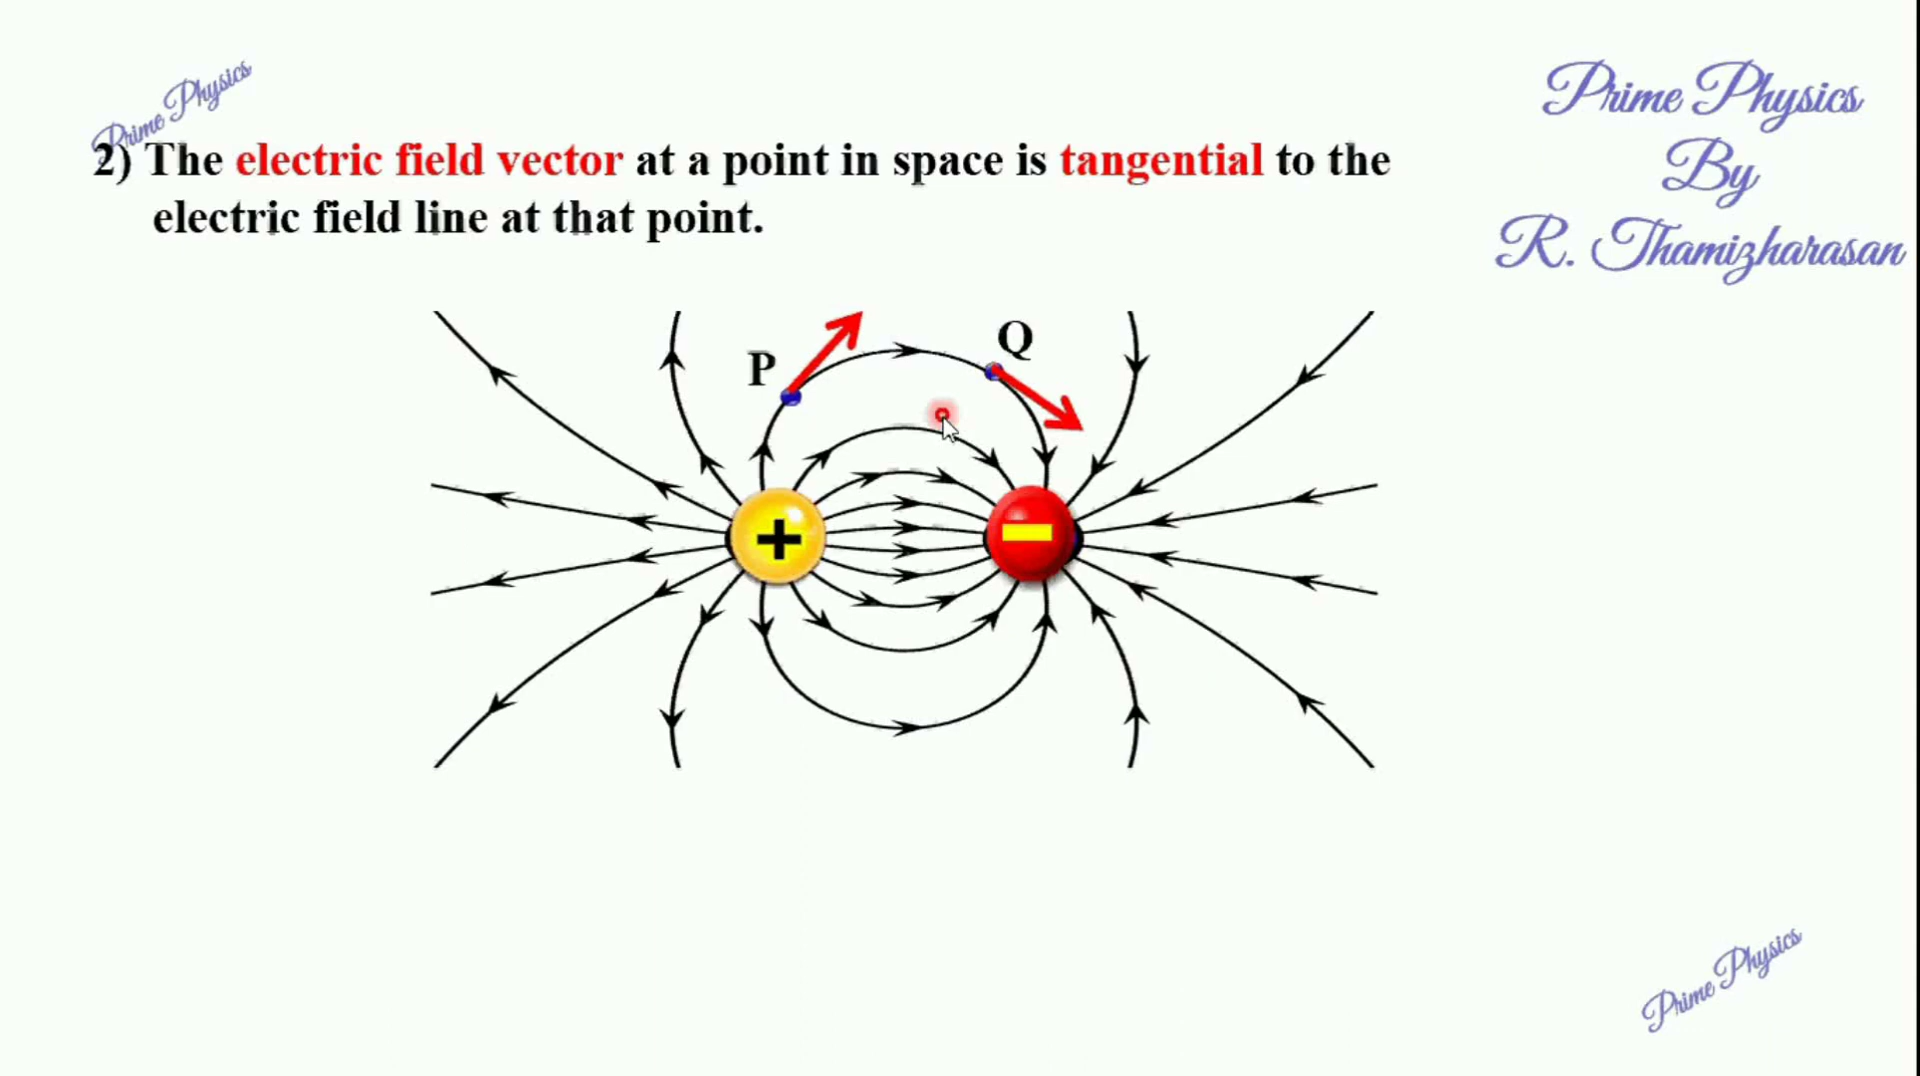 Prime Physics
Prime Physics
By
R. Thamizharasan
2) The electric field vector at a point in space is tangential to the
electric field line at that point.
P
Q
+
−
Prime Physics